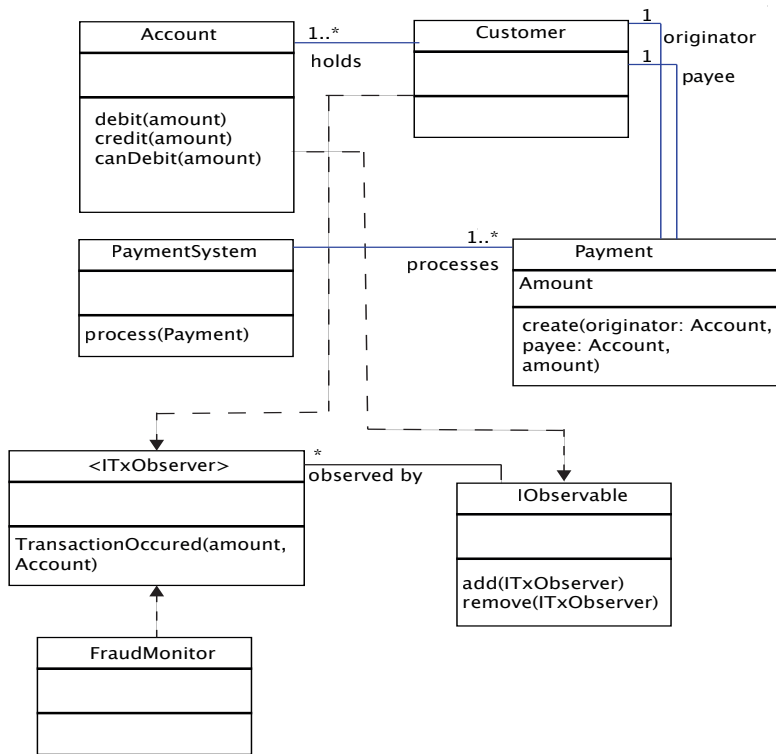 Account
debit(amount)
credit(amount)
canDebit(amount)
1..*
holds
Customer
1
originator
1
payee
PaymentSystem
process(Payment)
1..*
processes
Payment
Amount
create(originator: Account,
payee: Account,
amount)
<ITxObserver>
TransactionOccured(amount,
Account)
*
observed by
IObservable
add(ITxObserver)
remove(ITxObserver)
FraudMonitor